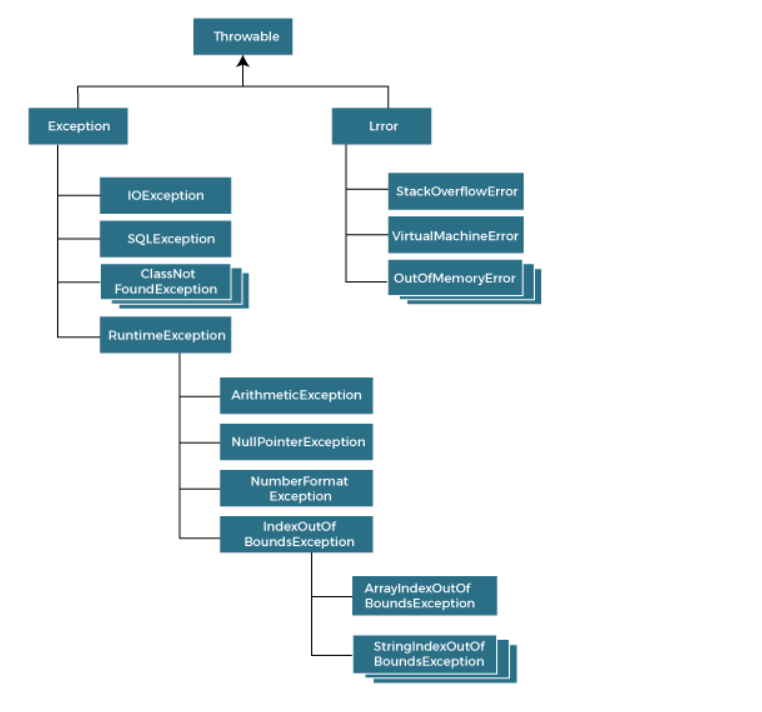 Throwable
Exception
Lrror
IOException
SQLException
ClassNot
FoundException
RuntimeException
StackOverflowError
VirtualMachineError
OutOfMemoryError
ArithmeticException
NullPointerException
NumberFormat
Exception
IndexOutOf
BoundsException
ArrayIndexOutOf
BoundsException
StringIndexOutOf
BoundsException